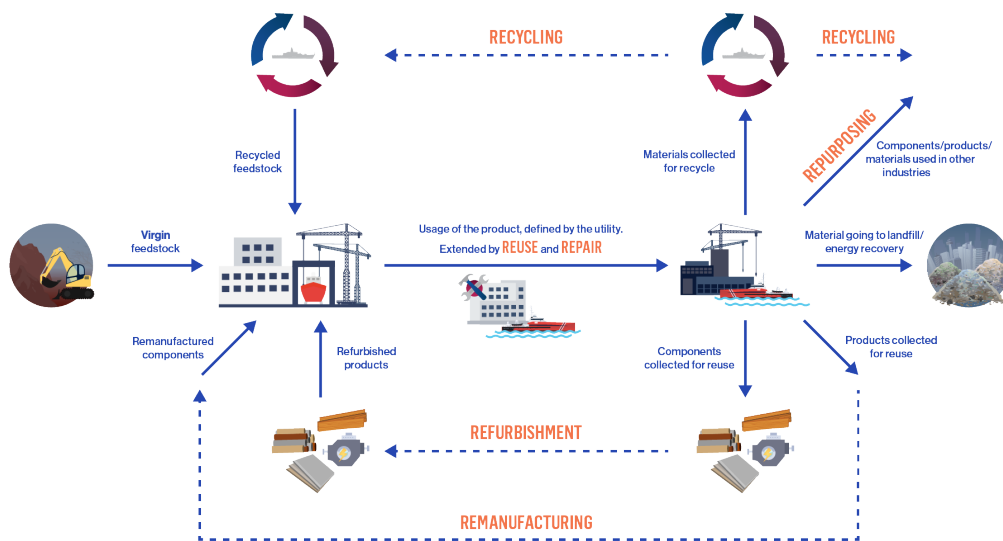 RECYCLING
RECYCLING
Recycled
feedstock
Materials collected
for recycle
REPURPOSING
Components/products/
materials used in other
industries
Virgin
feedstock
Usage of the product, defined by the utility.
Extended by REUSE and REPAIR
Material going to landfill/
energy recovery
Remanufactured
components
Refurbished
products
Components
collected for reuse
Products collected
for reuse
REFURBISHMENT
REMANUFACTURING